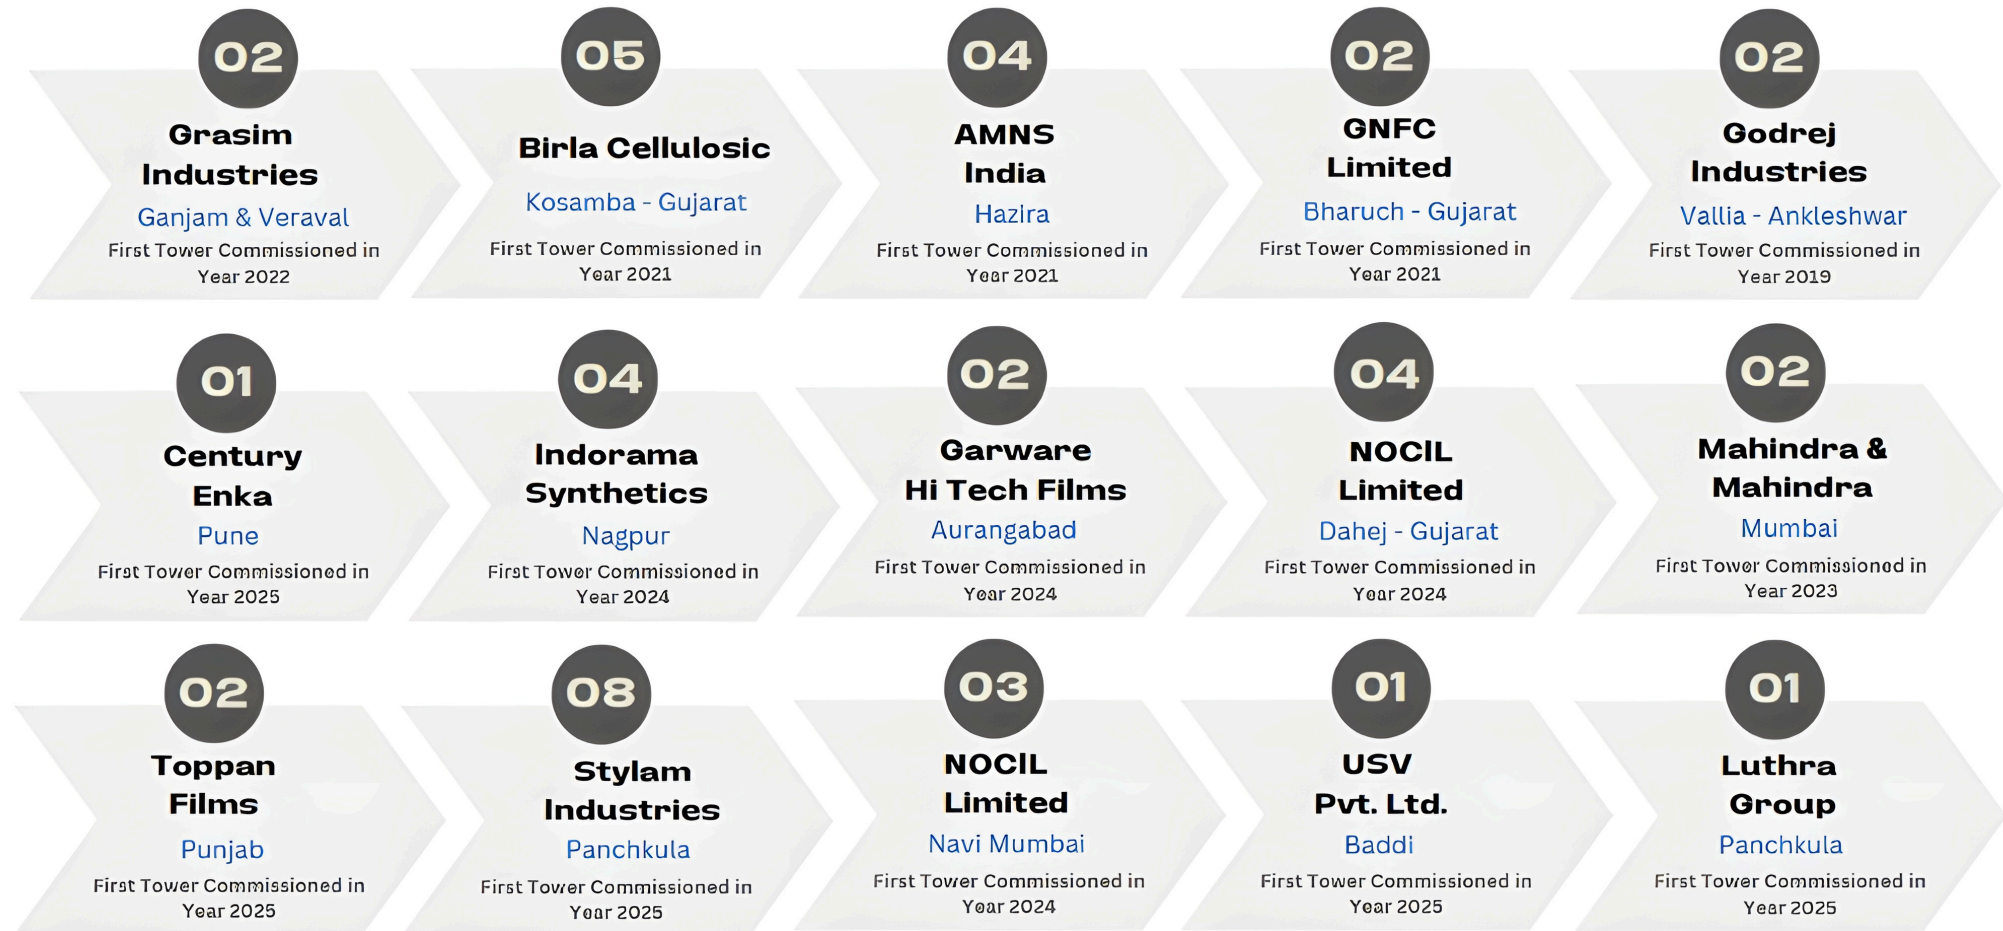 02
Grasim
Industries
Ganjam & Veraval
First Tower Commissioned in
Year 2022
05
Birla Cellulosic
Kosamba - Gujarat
First Tower Commissioned in
Year 2021
04
AMNS
India
Hazira
First Tower Commissioned in
Year 2021
02
GNFC
Limited
Bharuch - Gujarat
First Tower Commissioned in
Year 2021
02
Godrej
Industries
Vallia - Ankleshwar
First Tower Commissioned in
Year 2019
01
Century
Enka
Pune
First Tower Commissioned in
Year 2025
04
Indorama
Synthetics
Nagpur
First Tower Commissioned in
Year 2024
02
Garware
Hi Tech Films
Aurangabad
First Tower Commissioned in
Year 2024
04
NOCIL
Limited
Dahej - Gujarat
First Tower Commissioned in
Year 2024
02
Mahindra &
Mahindra
Mumbai
First Tower Commissioned in
Year 2023
02
Toppan
Films
Punjab
First Tower Commissioned in
Year 2025
08
Stylam
Industries
Panchkula
First Tower Commissioned in
Year 2025
03
NOCIL
Limited
Navi Mumbai
First Tower Commissioned in
Year 2024
01
USV
Pvt. Ltd.
Baddi
First Tower Commissioned in
Year 2025
01
Luthra
Group
Panchkula
First Tower Commissioned in
Year 2025